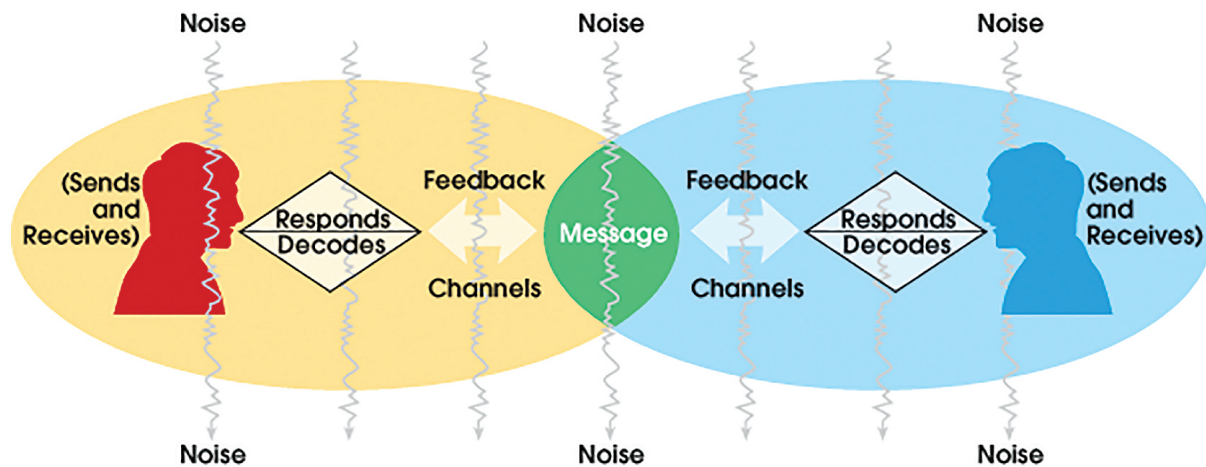 Noise
Noise
Noise
(Sends
and
Receives)
Responds
Decodes
Feedback
Channels
Message
Feedback
Channels
Responds
Decodes
(Sends
and
Receives)
Noise
Noise
Noise